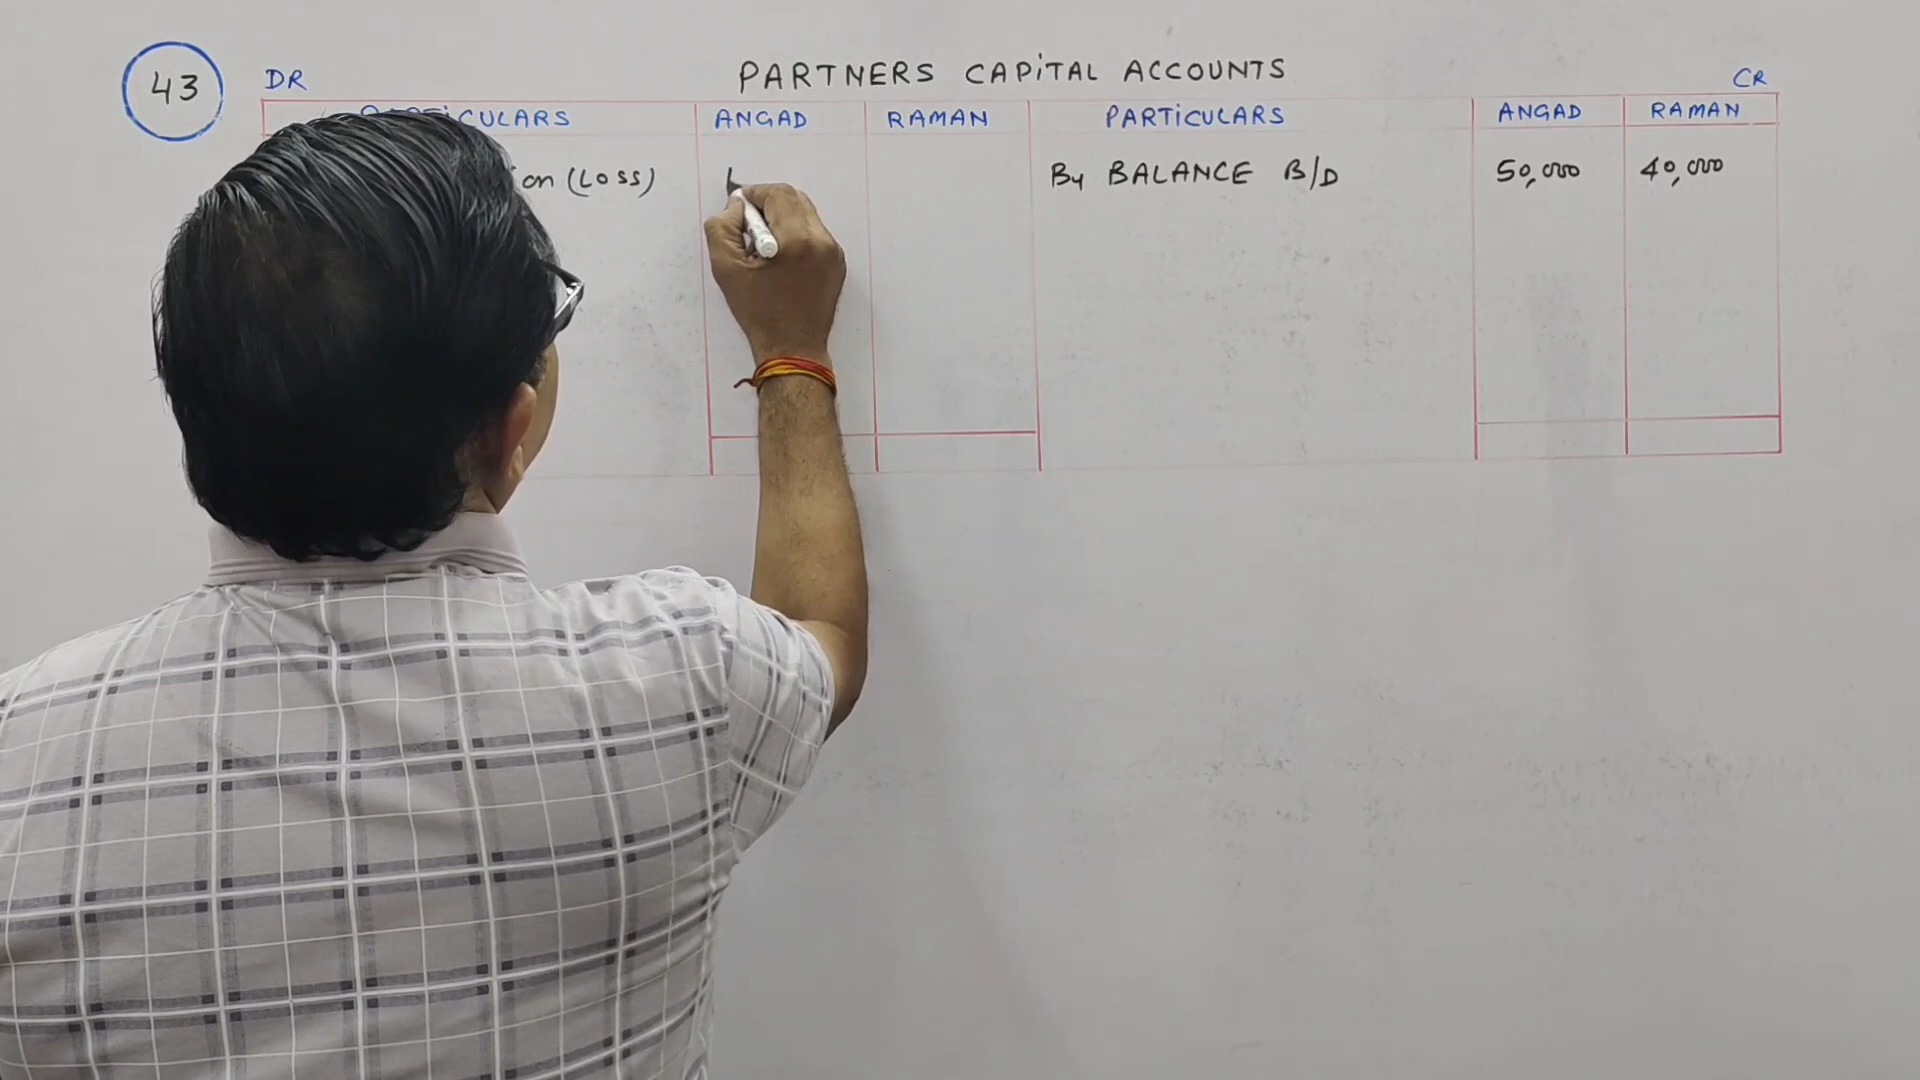 43
DR PARTNERS CAPiTAL ACCOUNTS CR
PARTiCULARS ANGAD RAMAN PARTiCULARS ANGAD RAMAN
on (Loss) By BALANCE B/D 50,000 40,000